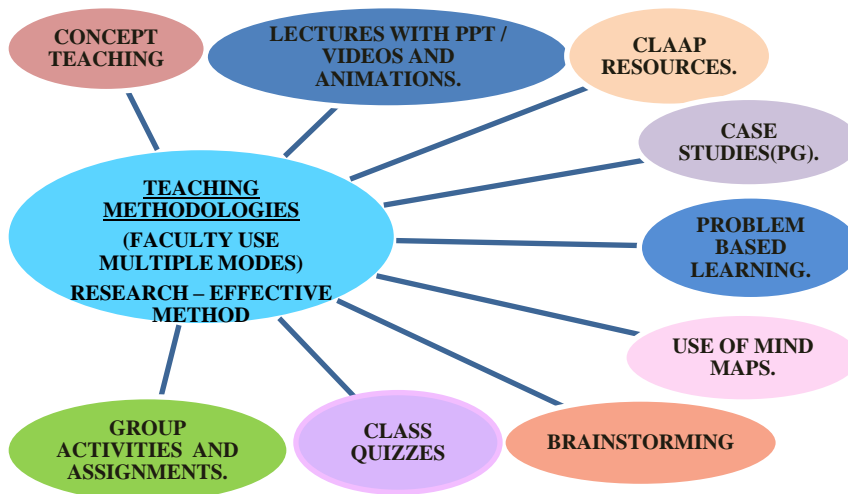 CONCEPT
TEACHING
LECTURES WITH PPT /
VIDEOS AND
ANIMATIONS.
CLAAP
RESOURCES.
CASE
STUDIES(PG).
TEACHING
METHODOLOGIES
(FACULTY USE
MULTIPLE MODES)
RESEARCH – EFFECTIVE
METHOD
PROBLEM
BASED
LEARNING.
USE OF MIND
MAPS.
GROUP
ACTIVITIES AND
ASSIGNMENTS.
CLASS
QUIZZES
BRAINSTORMING